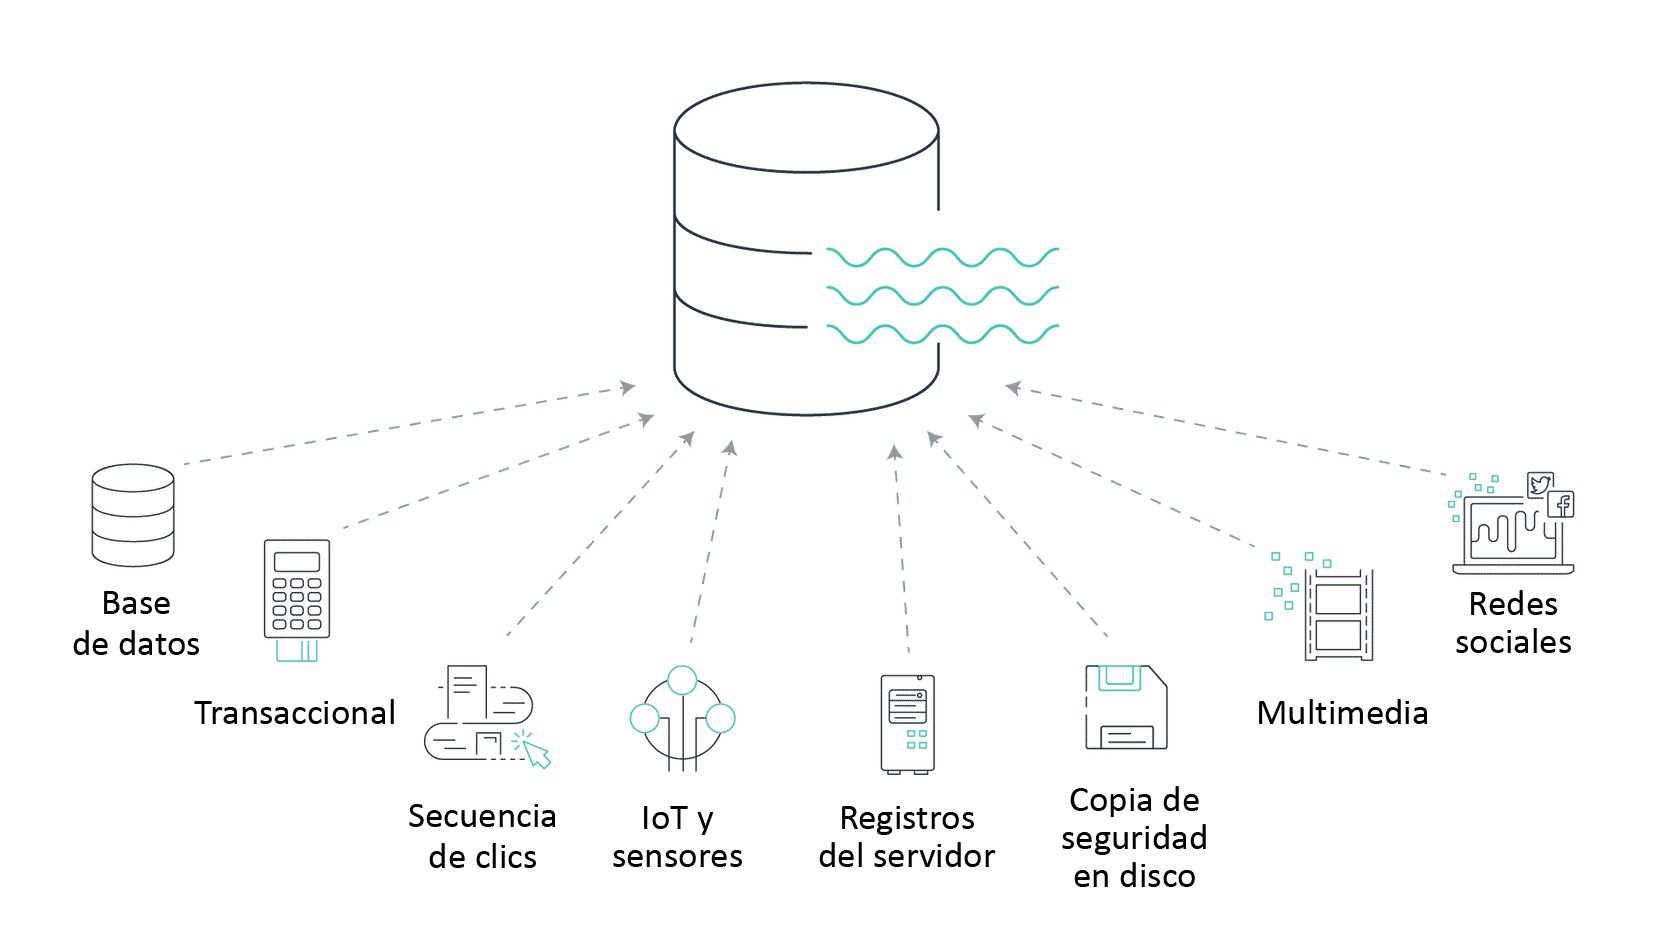 Base
de datos
Transaccional
Secuencia
de clics
IoT y
sensores
Registros
del servidor
Copia de
seguridad
en disco
Multimedia
Redes
sociales